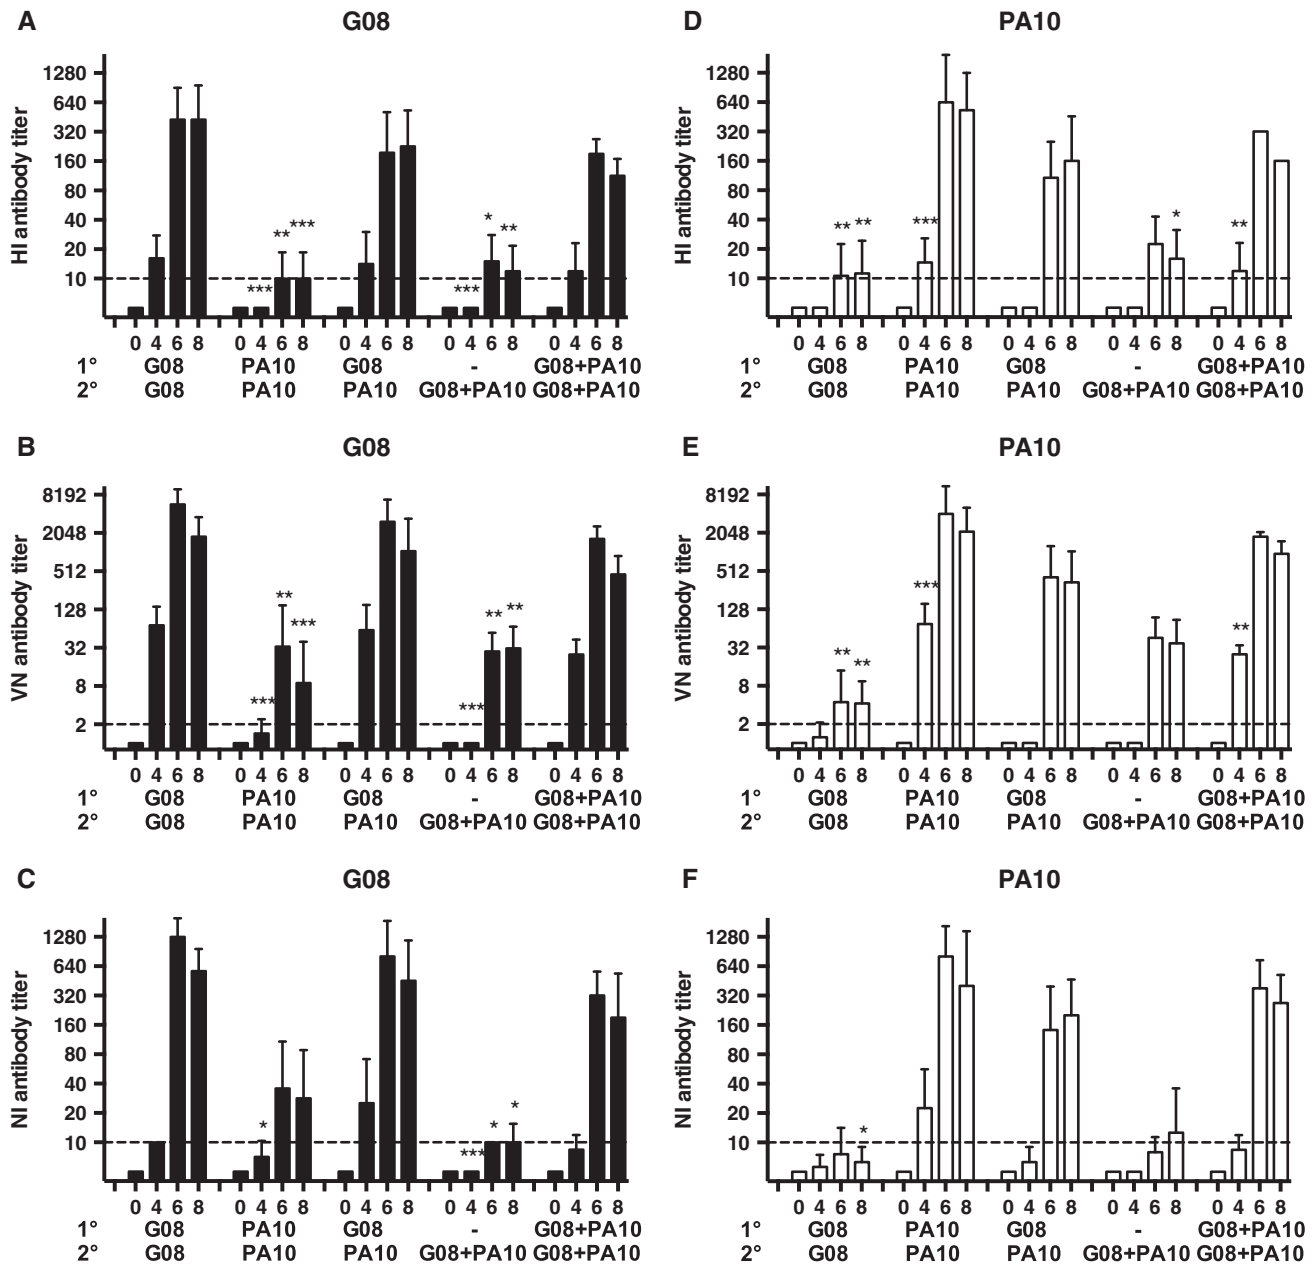 A
G08
HI antibody titer
1280
640
320
160
80
40
20
10
*** ** *** *** * **
0 4 6 8 0 4 6 8 0 4 6 8 0 4 6 8 0 4 6 8
1° G08 PA10 G08 - G08+PA10
2° G08 PA10 PA10 G08+PA10 G08+PA10
D
PA10
HI antibody titer
1280
640
320
160
80
40
20
10
** ** *** * **
0 4 6 8 0 4 6 8 0 4 6 8 0 4 6 8 0 4 6 8
1° G08 PA10 G08 - G08+PA10
2° G08 PA10 PA10 G08+PA10 G08+PA10
B
G08
VN antibody titer
8192
2048
512
128
32
8
2
*** ** *** *** ** **
0 4 6 8 0 4 6 8 0 4 6 8 0 4 6 8 0 4 6 8
1° G08 PA10 G08 - G08+PA10
2° G08 PA10 PA10 G08+PA10 G08+PA10
E
PA10
VN antibody titer
8192
2048
512
128
32
8
2
** ** *** **
0 4 6 8 0 4 6 8 0 4 6 8 0 4 6 8 0 4 6 8
1° G08 PA10 G08 - G08+PA10
2° G08 PA10 PA10 G08+PA10 G08+PA10
C
G08
NI antibody titer
1280
640
320
160
80
40
20
10
* *** * *
0 4 6 8 0 4 6 8 0 4 6 8 0 4 6 8 0 4 6 8
1° G08 PA10 G08 - G08+PA10
2° G08 PA10 PA10 G08+PA10 G08+PA10
F
PA10
NI antibody titer
1280
640
320
160
80
40
20
10
*
0 4 6 8 0 4 6 8 0 4 6 8 0 4 6 8 0 4 6 8
1° G08 PA10 G08 - G08+PA10
2° G08 PA10 PA10 G08+PA10 G08+PA10